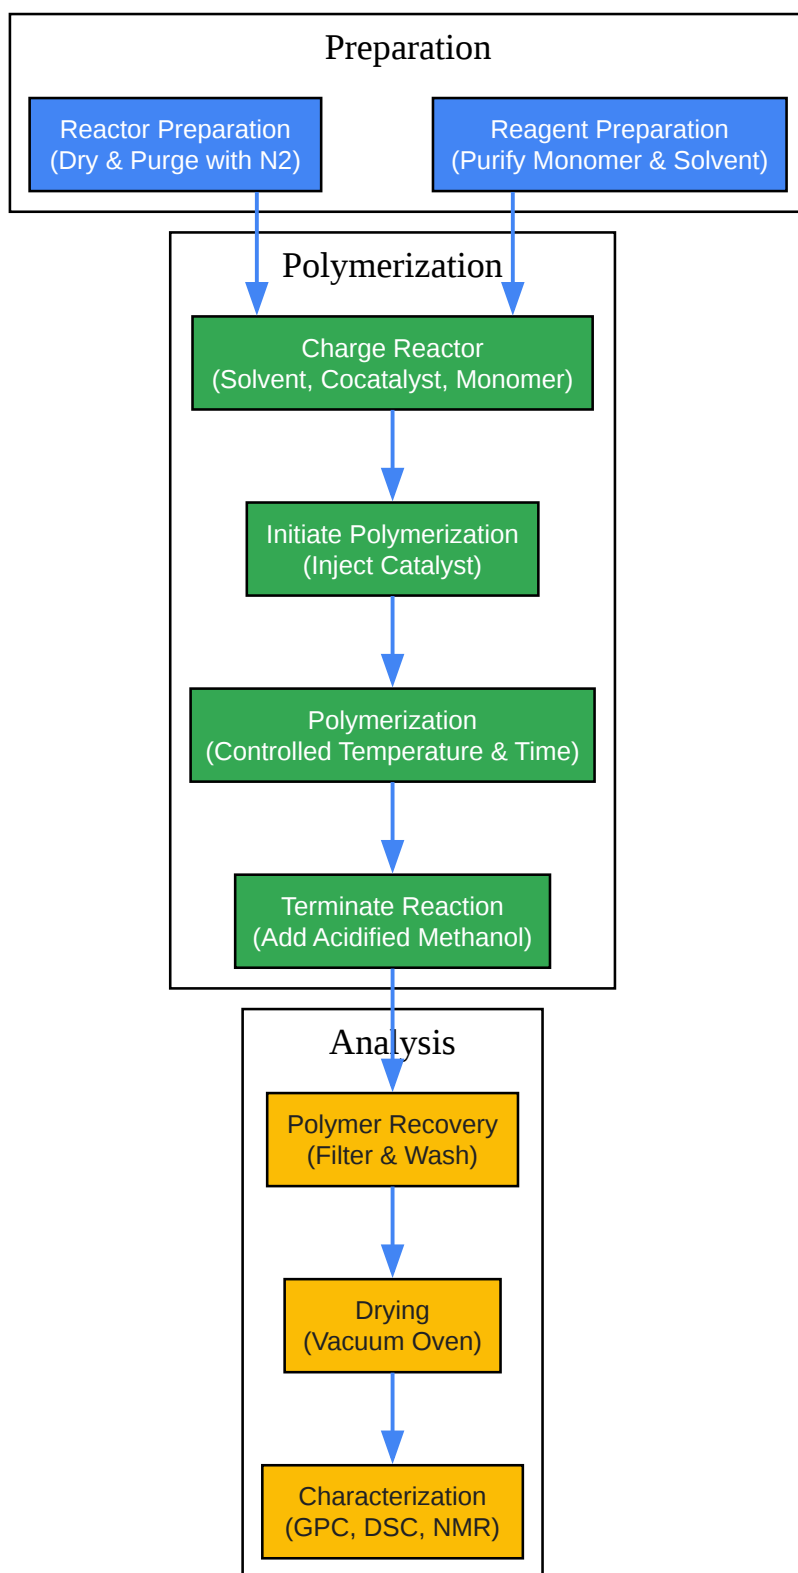 Preparation
Reactor Preparation
(Dry & Purge with N2)
Reagent Preparation
(Purify Monomer & Solvent)
Polymerization
Charge Reactor
(Solvent, Cocatalyst, Monomer)
Initiate Polymerization
(Inject Catalyst)
Polymerization
(Controlled Temperature & Time)
Terminate Reaction
(Add Acidified Methanol)
Analysis
Polymer Recovery
(Filter & Wash)
Drying
(Vacuum Oven)
Characterization
(GPC, DSC, NMR)